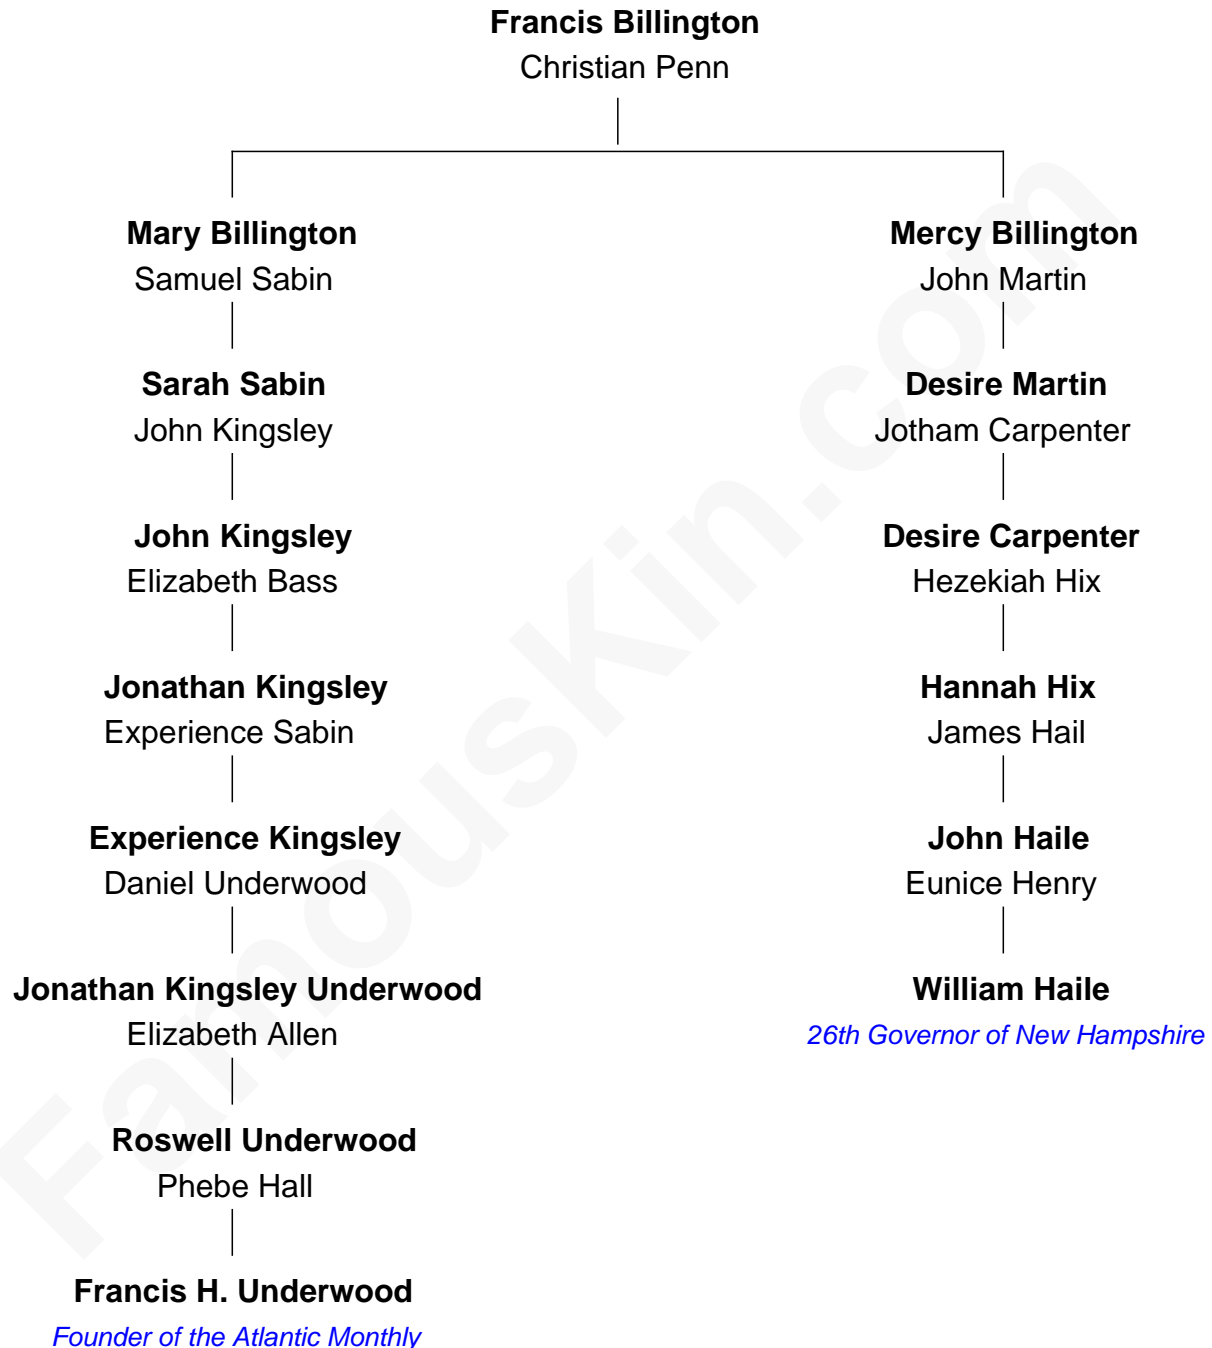 Francis Billington
Christian Penn
Mary Billington
Samuel Sabin
Mercy Billington
John Martin
Sarah Sabin
John Kingsley
Desire Martin
Jotham Carpenter
John Kingsley
Elizabeth Bass
Desire Carpenter
Hezekiah Hix
Jonathan Kingsley
Experience Sabin
Hannah Hix
James Hail
Experience Kingsley
Daniel Underwood
John Haile
Eunice Henry
Jonathan Kingsley Underwood
Elizabeth Allen
William Haile
26th Governor of New Hampshire
Roswell Underwood
Phebe Hall
Francis H. Underwood
Founder of the Atlantic Monthly
FamousKin.com